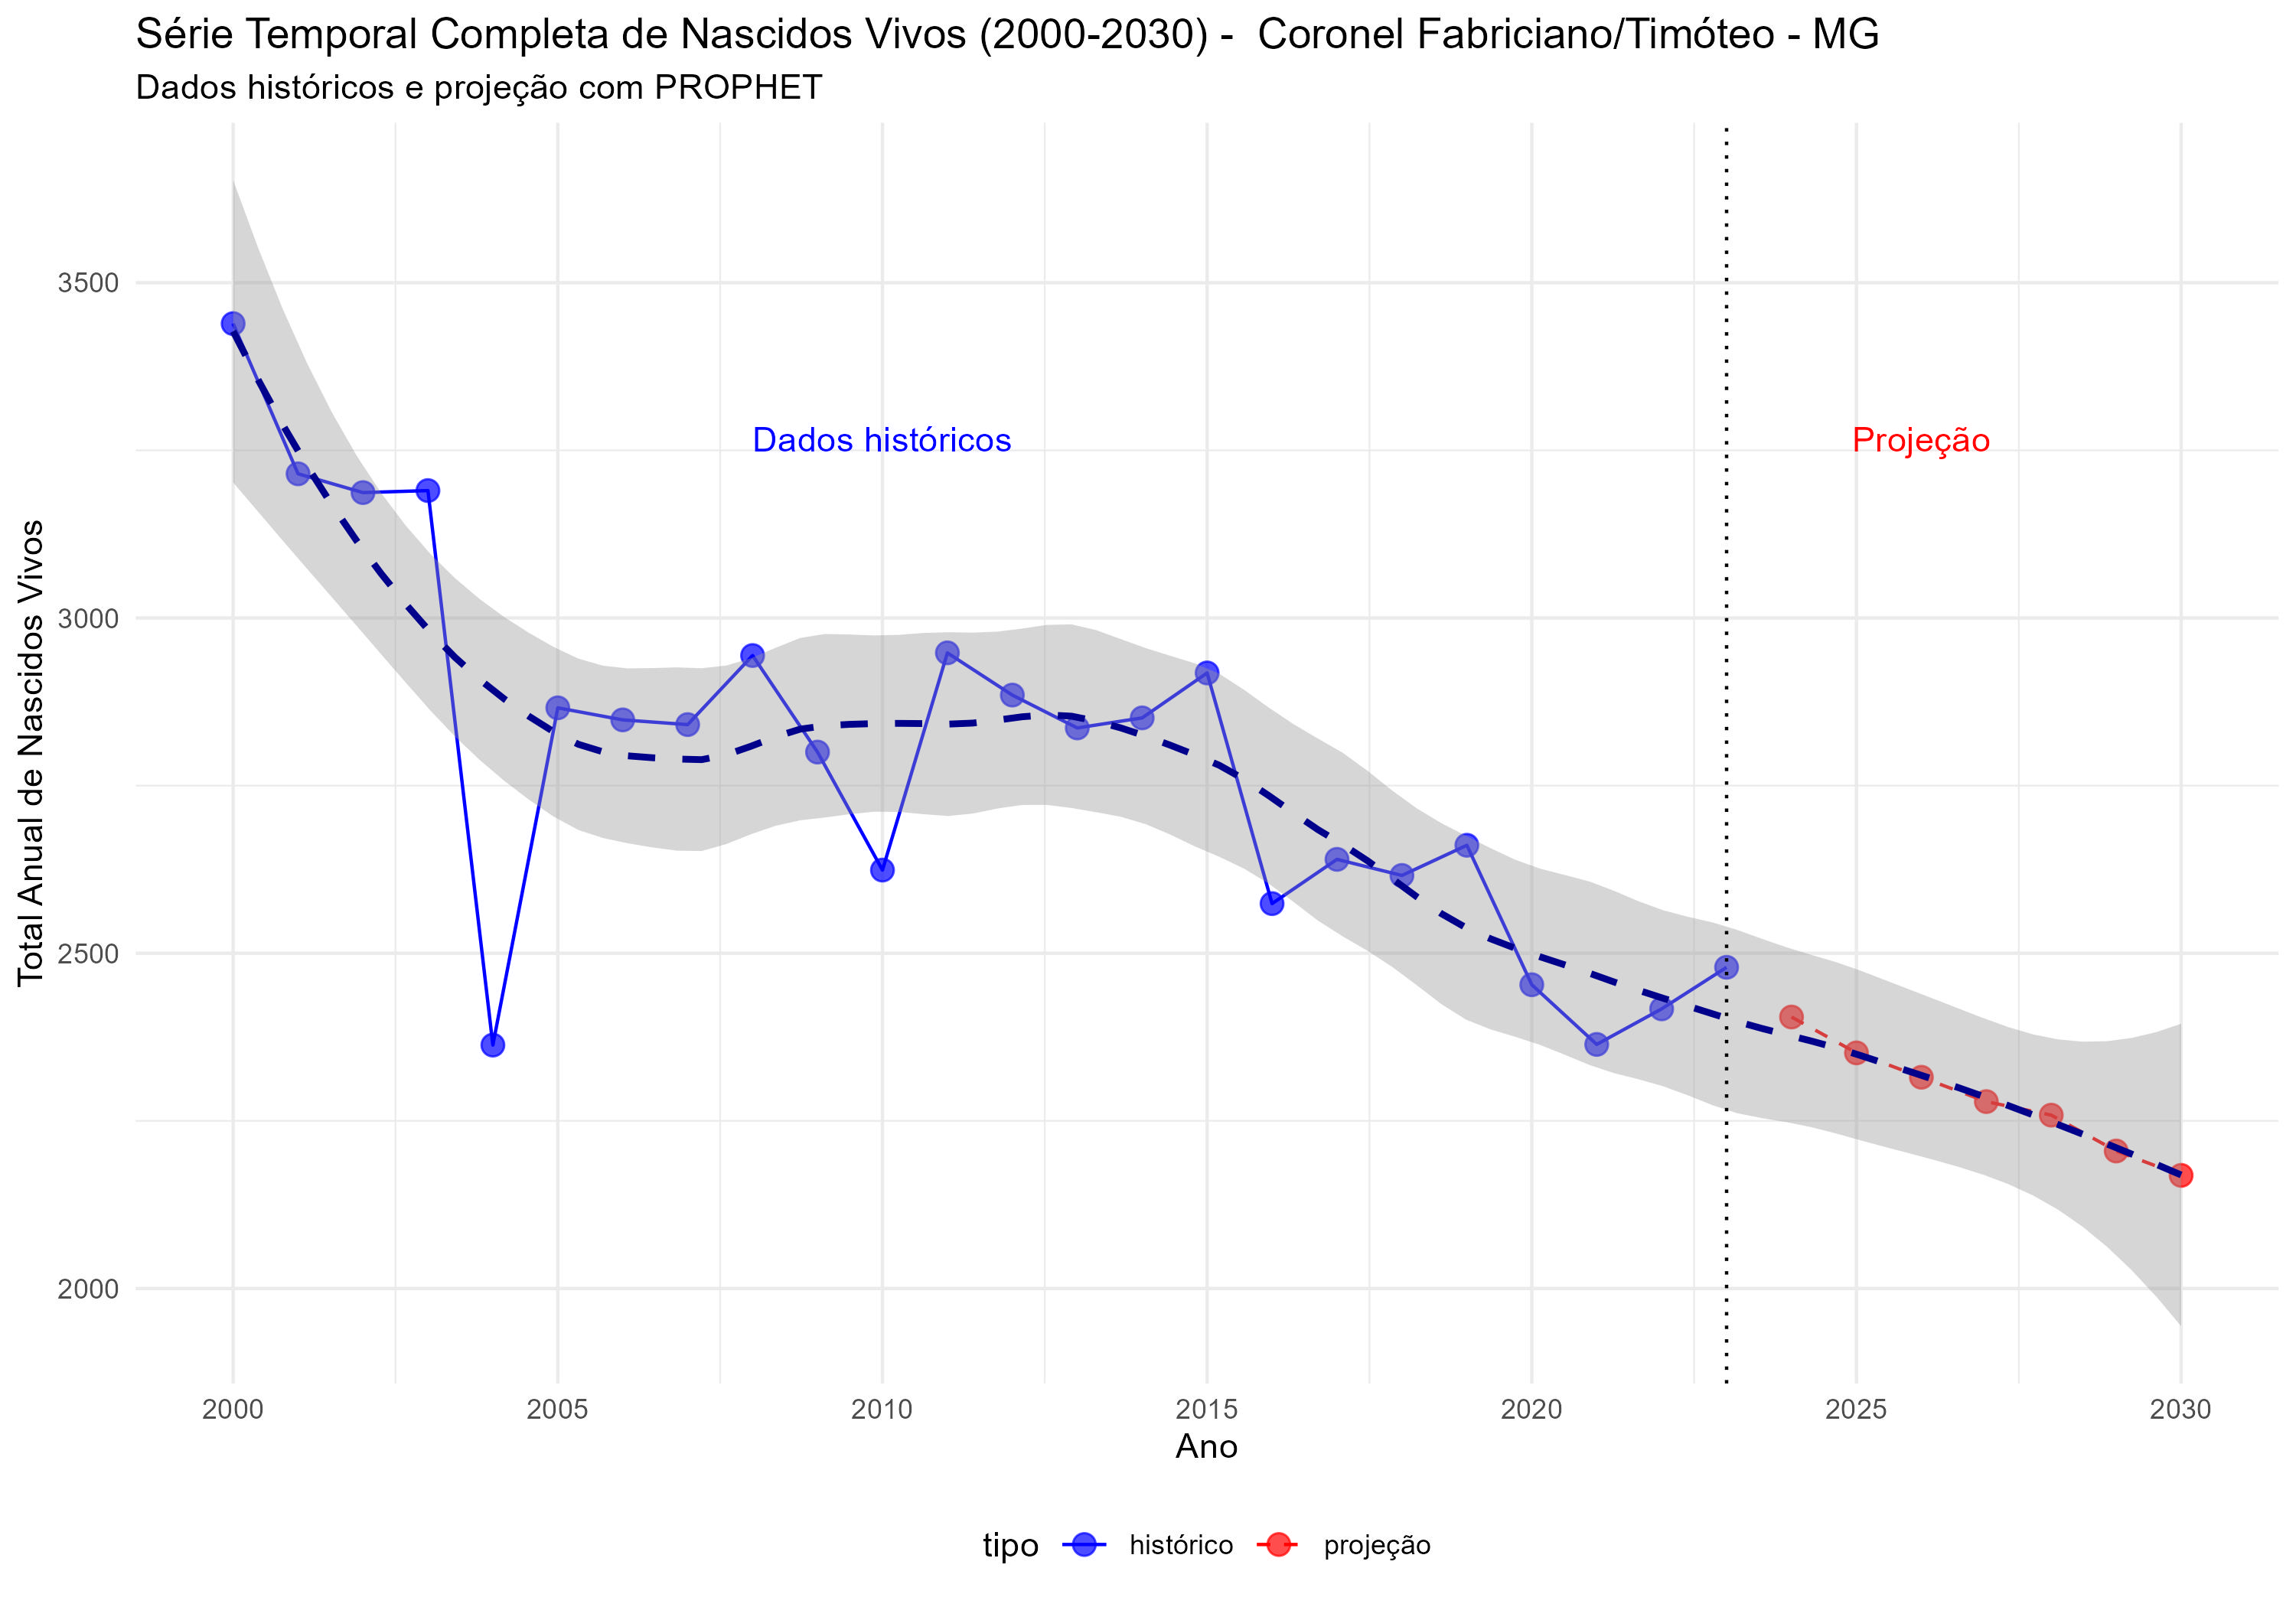 Série Temporal Completa de Nascidos Vivos (2000-2030) -  Coronel Fabriciano/Timóteo - MG
Dados históricos e projeção com PROPHET
Total Anual de Nascidos Vivos
3500
3000
2500
2000
Dados históricos
Projeção
2000 2005 2010 2015 2020 2025 2030
Ano
tipo histórico projeção